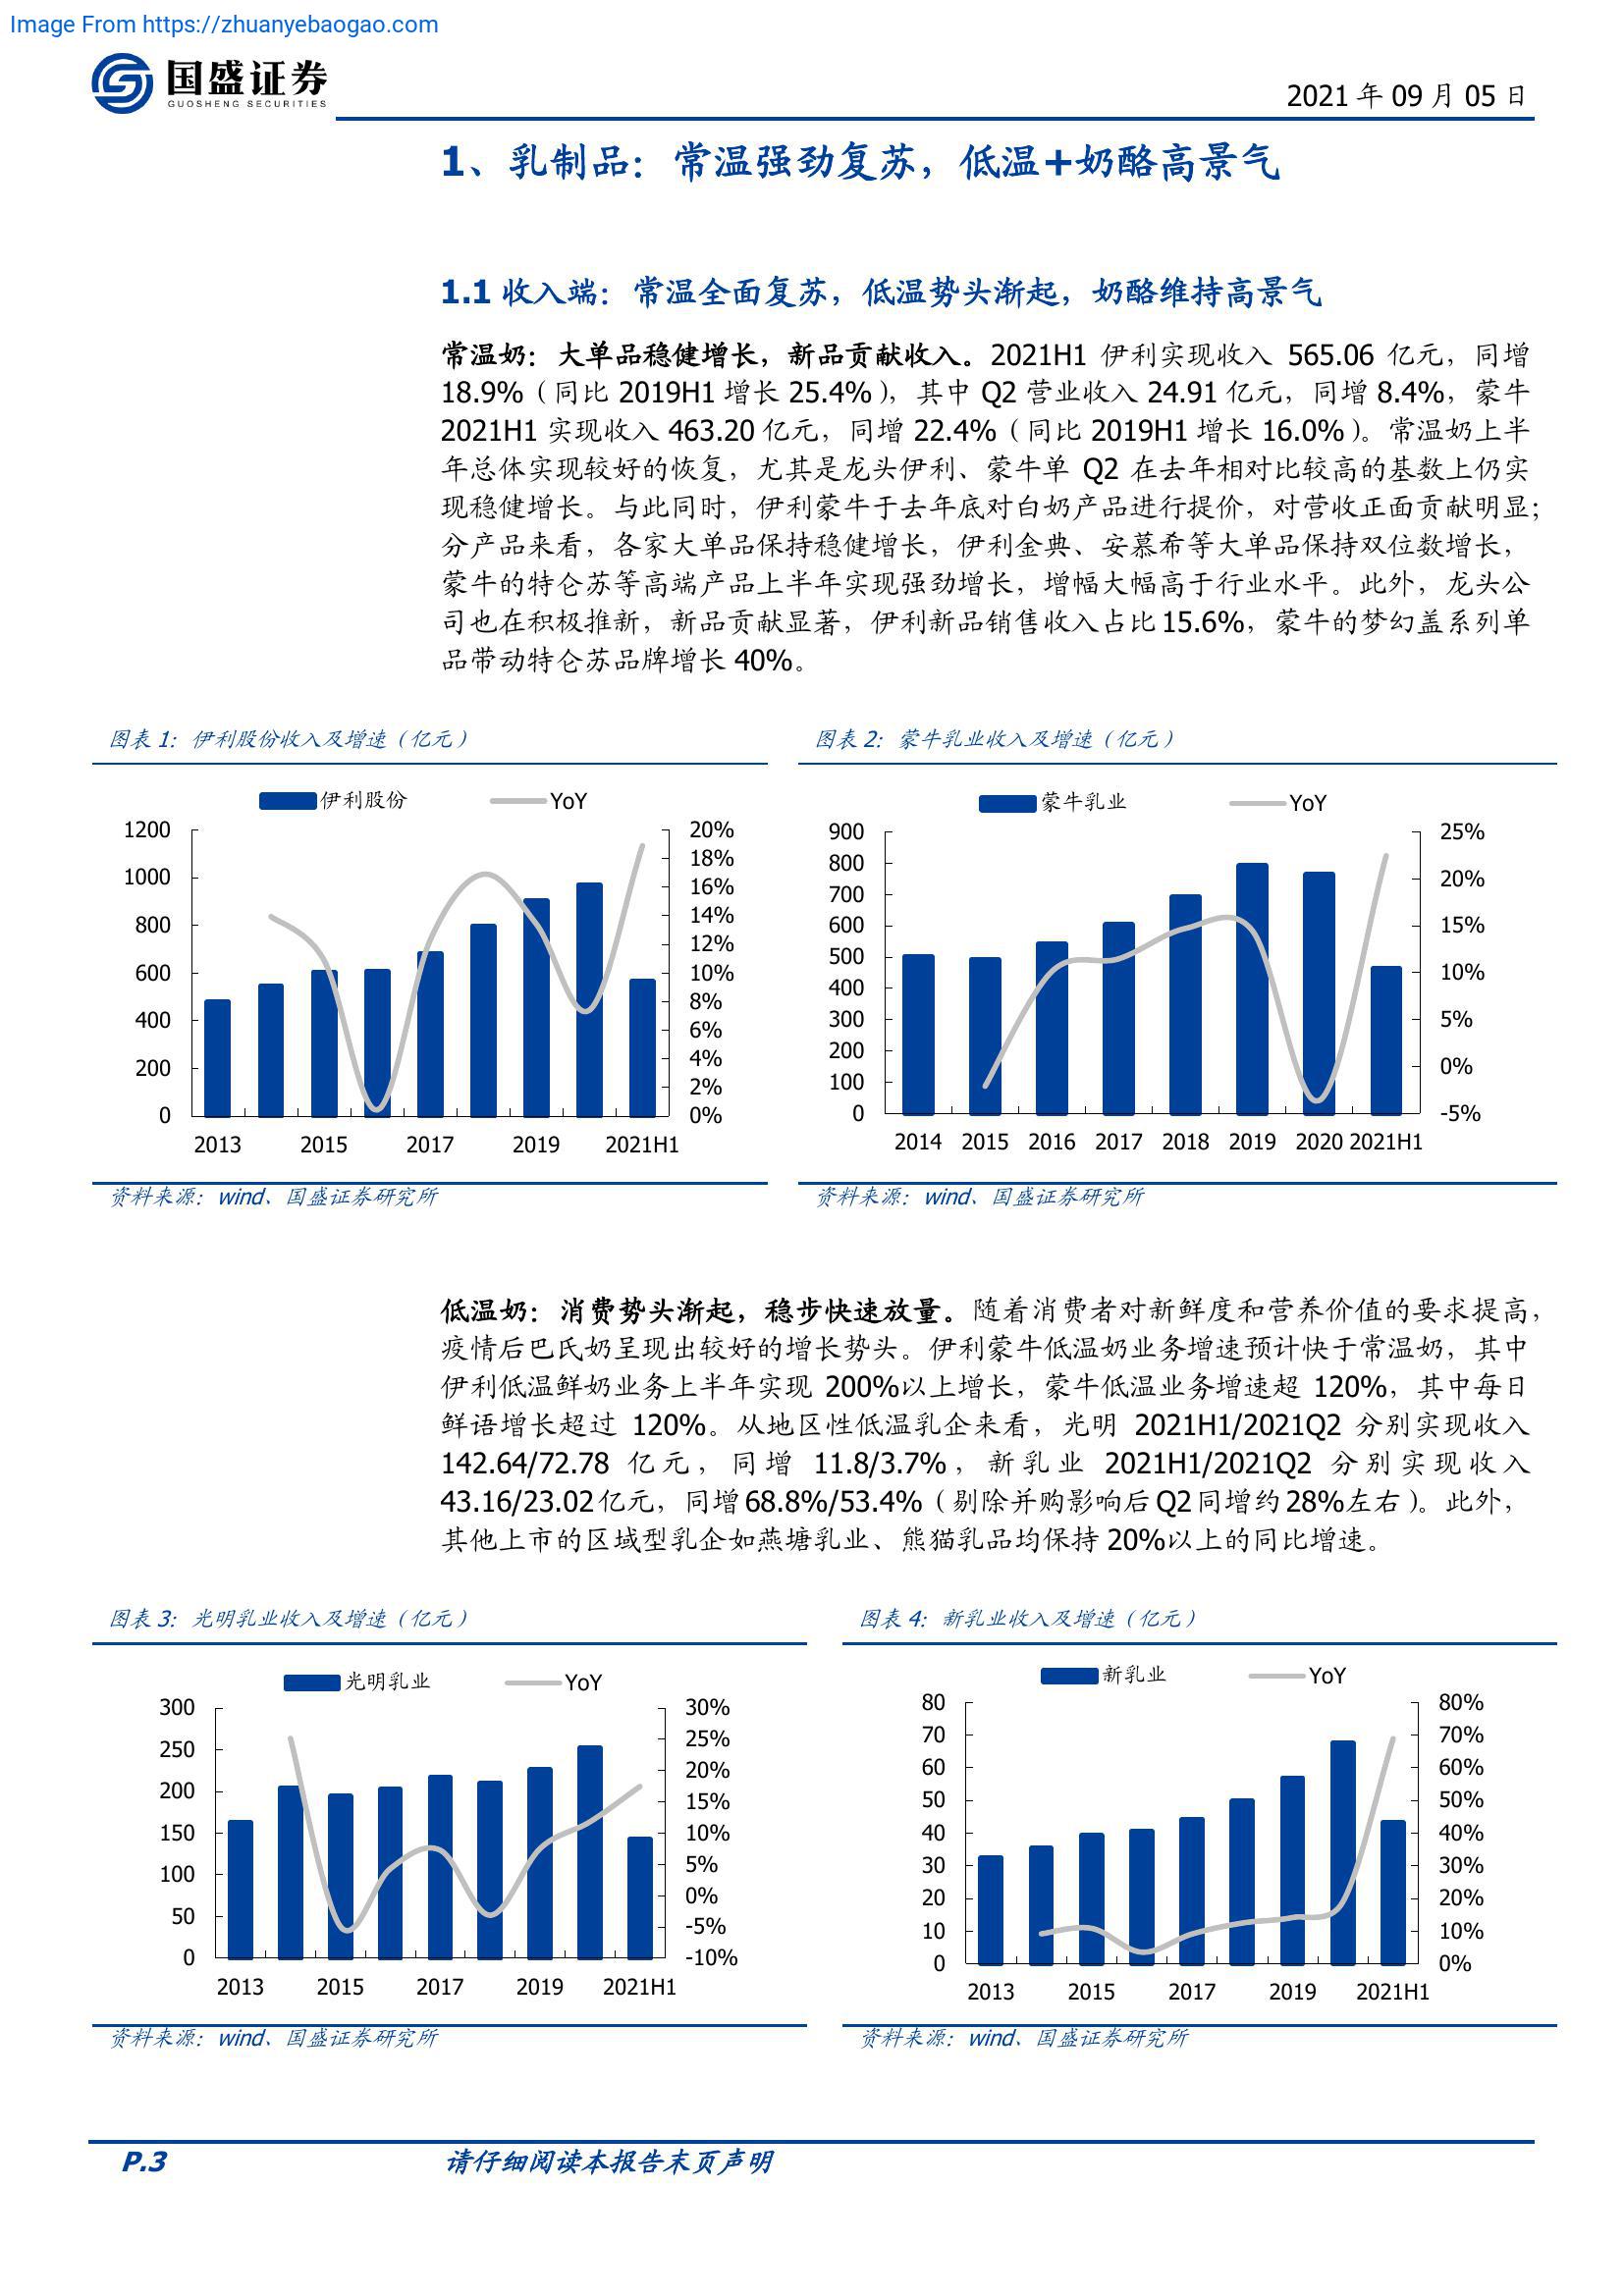 Image From https://zhuanyebaogao.com
国盛证券
GUOSHENG SECURITIES
2021 年 09 月 05 日
1、乳制品：常温强劲复苏，低温+奶酪高景气
1.1 收入端：常温全面复苏，低温势头渐起，奶酪维持高景气
常温奶：大单品稳健增长，新品贡献收入。2021H1 伊利实现收入 565.06 亿元，同增
18.9%（同比 2019H1 增长 25.4%），其中 Q2 营业收入 24.91 亿元，同增 8.4%，蒙牛
2021H1 实现收入 463.20 亿元，同增 22.4%（同比 2019H1 增长 16.0%）。常温奶上半
年总体实现较好的恢复，尤其是龙头伊利、蒙牛单 Q2 在去年相对比较高的基数上仍实
现稳健增长。与此同时，伊利蒙牛于去年底对白奶产品进行提价，对营收正面贡献明显；
分产品来看，各家大单品保持稳健增长，伊利金典、安慕希等大单品保持双位数增长，
蒙牛的特仑苏等高端产品上半年实现强劲增长，增幅大幅高于行业水平。此外，龙头公
司也在积极推新，新品贡献显著，伊利新品销售收入占比 15.6%，蒙牛的梦幻盖系列单
品带动特仑苏品牌增长 40%。
图表 1：伊利股份收入及增速（亿元）
伊利股份 YoY
1200 20%
18%
1000 16%
800 14%
12%
600 10%
8%
400 6%
200 4%
2%
0 0%
2013 2015 2017 2019 2021H1
资料来源：wind、国盛证券研究所
图表 2：蒙牛乳业收入及增速（亿元）
蒙牛乳业 YoY
900 25%
800
700 20%
600 15%
500
400 10%
300 5%
200
100 0%
0 -5%
2014 2015 2016 2017 2018 2019 2020 2021H1
资料来源：wind、国盛证券研究所
低温奶：消费势头渐起，稳步快速放量。随着消费者对新鲜度和营养价值的要求提高，
疫情后巴氏奶呈现出较好的增长势头。伊利蒙牛低温奶业务增速预计快于常温奶，其中
伊利低温鲜奶业务上半年实现 200%以上增长，蒙牛低温业务增速超 120%，其中每日
鲜语增长超过 120%。从地区性低温乳企来看，光明 2021H1/2021Q2 分别实现收入
142.64/72.78 亿元，同增 11.8/3.7%，新乳业 2021H1/2021Q2 分别实现收入
43.16/23.02 亿元，同增 68.8%/53.4%（剔除并购影响后 Q2 同增约 28%左右）。此外，
其他上市的区域型乳企如燕塘乳业、熊猫乳品均保持 20%以上的同比增速。
图表 3：光明乳业收入及增速（亿元）
光明乳业 YoY
300 30%
250 25%
20%
200 15%
150 10%
5%
100 0%
50 -5%
0 -10%
2013 2015 2017 2019 2021H1
资料来源：wind、国盛证券研究所
图表 4：新乳业收入及增速（亿元）
新乳业 YoY
80 80%
70 70%
60 60%
50 50%
40 40%
30 30%
20 20%
10 10%
0 0%
2013 2015 2017 2019 2021H1
资料来源：wind、国盛证券研究所
P.3 请仔细阅读本报告末页声明